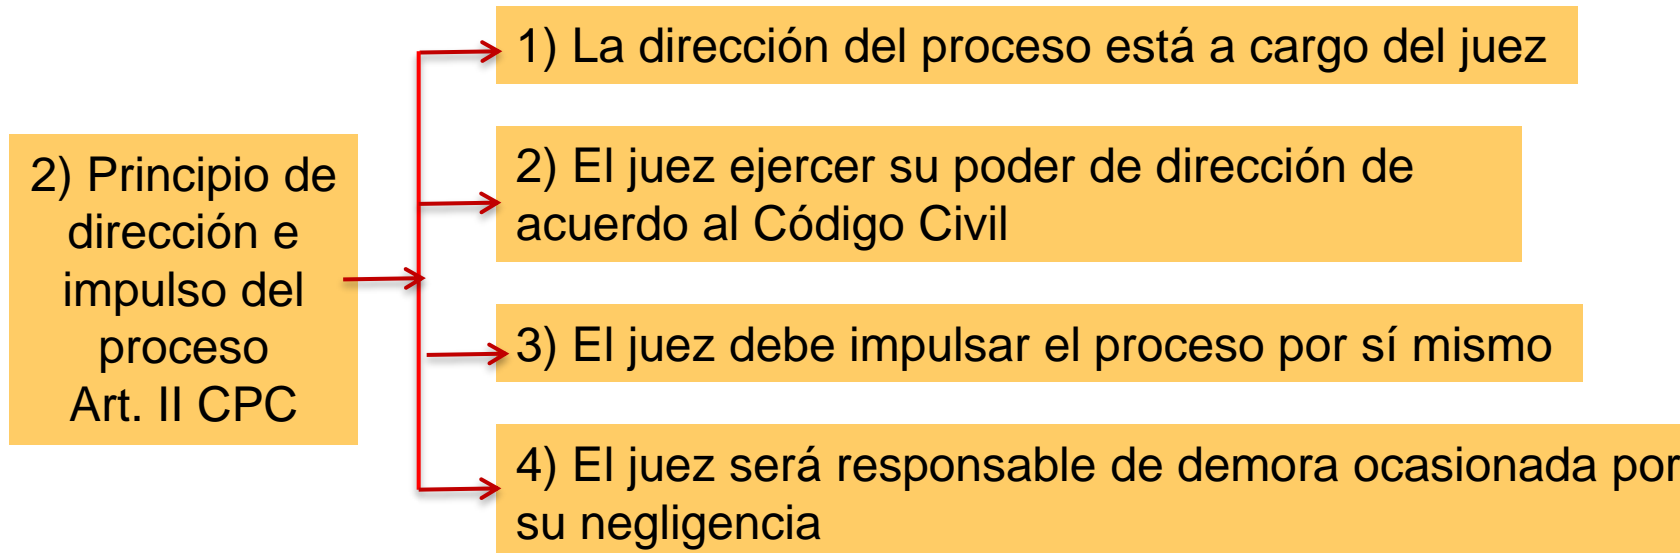 2) Principio de
dirección e
impulso del
proceso
Art. II CPC
1) La dirección del proceso está a cargo del juez
2) El juez ejercer su poder de dirección de
acuerdo al Código Civil
3) El juez debe impulsar el proceso por sí mismo
4) El juez será responsable de demora ocasionada por
su negligencia